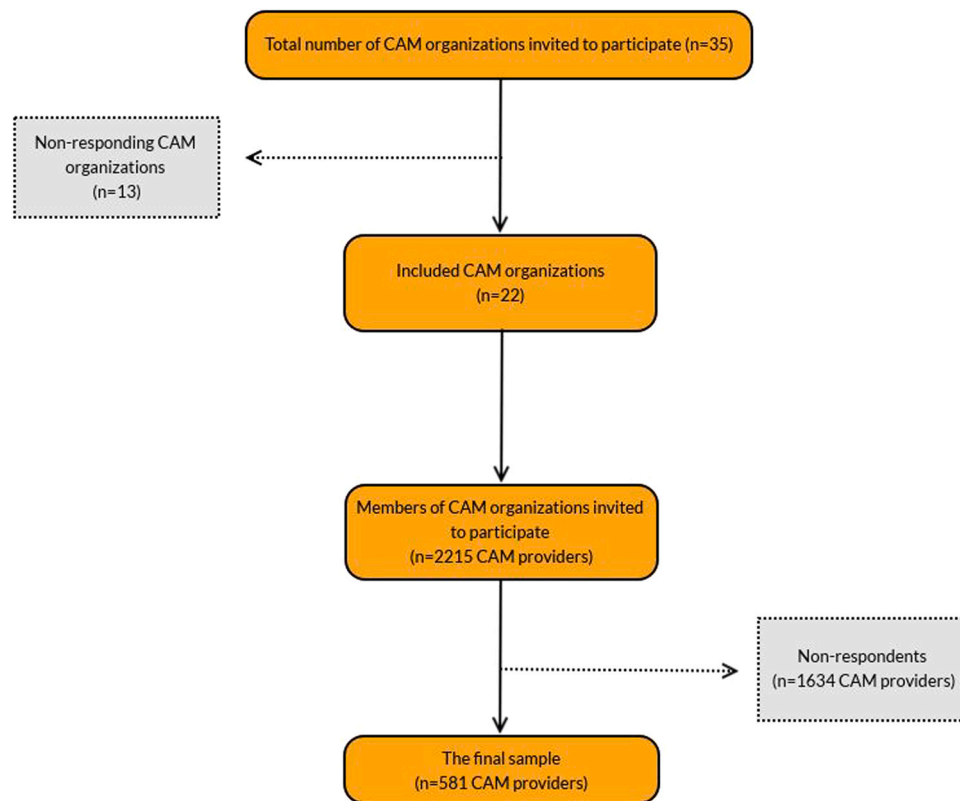 Total number of CAM organizations invited to participate (n=35)
Non-responding CAM
organizations
(n=13)
Included CAM organizations
(n=22)
Members of CAM organizations invited
to participate
(n=2215 CAM providers)
Non-respondents
(n=1634 CAM providers)
The final sample
(n=581 CAM providers)